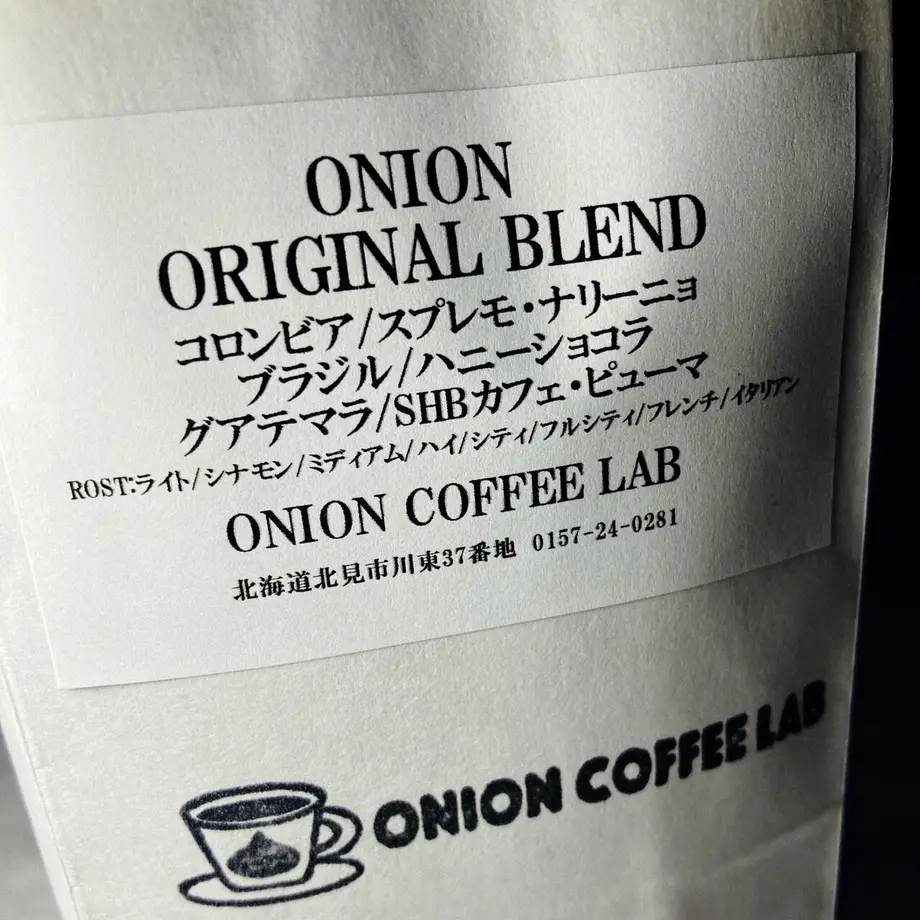 ONION
ORIGINAL BLEND
コロンビア/スプレモ・ナリーニョ
ブラジル/ハニーショコラ
グアテマラ/SHBカフェ・ピューマ
ROST:ライト/シナモン/ミディアム/ハイ/シティ/フルシティ/フレンチ/イタリアン
ONION COFFEE LAB
北海道北見市川東37番地 0157-24-0281
ONION COFFEE LAB